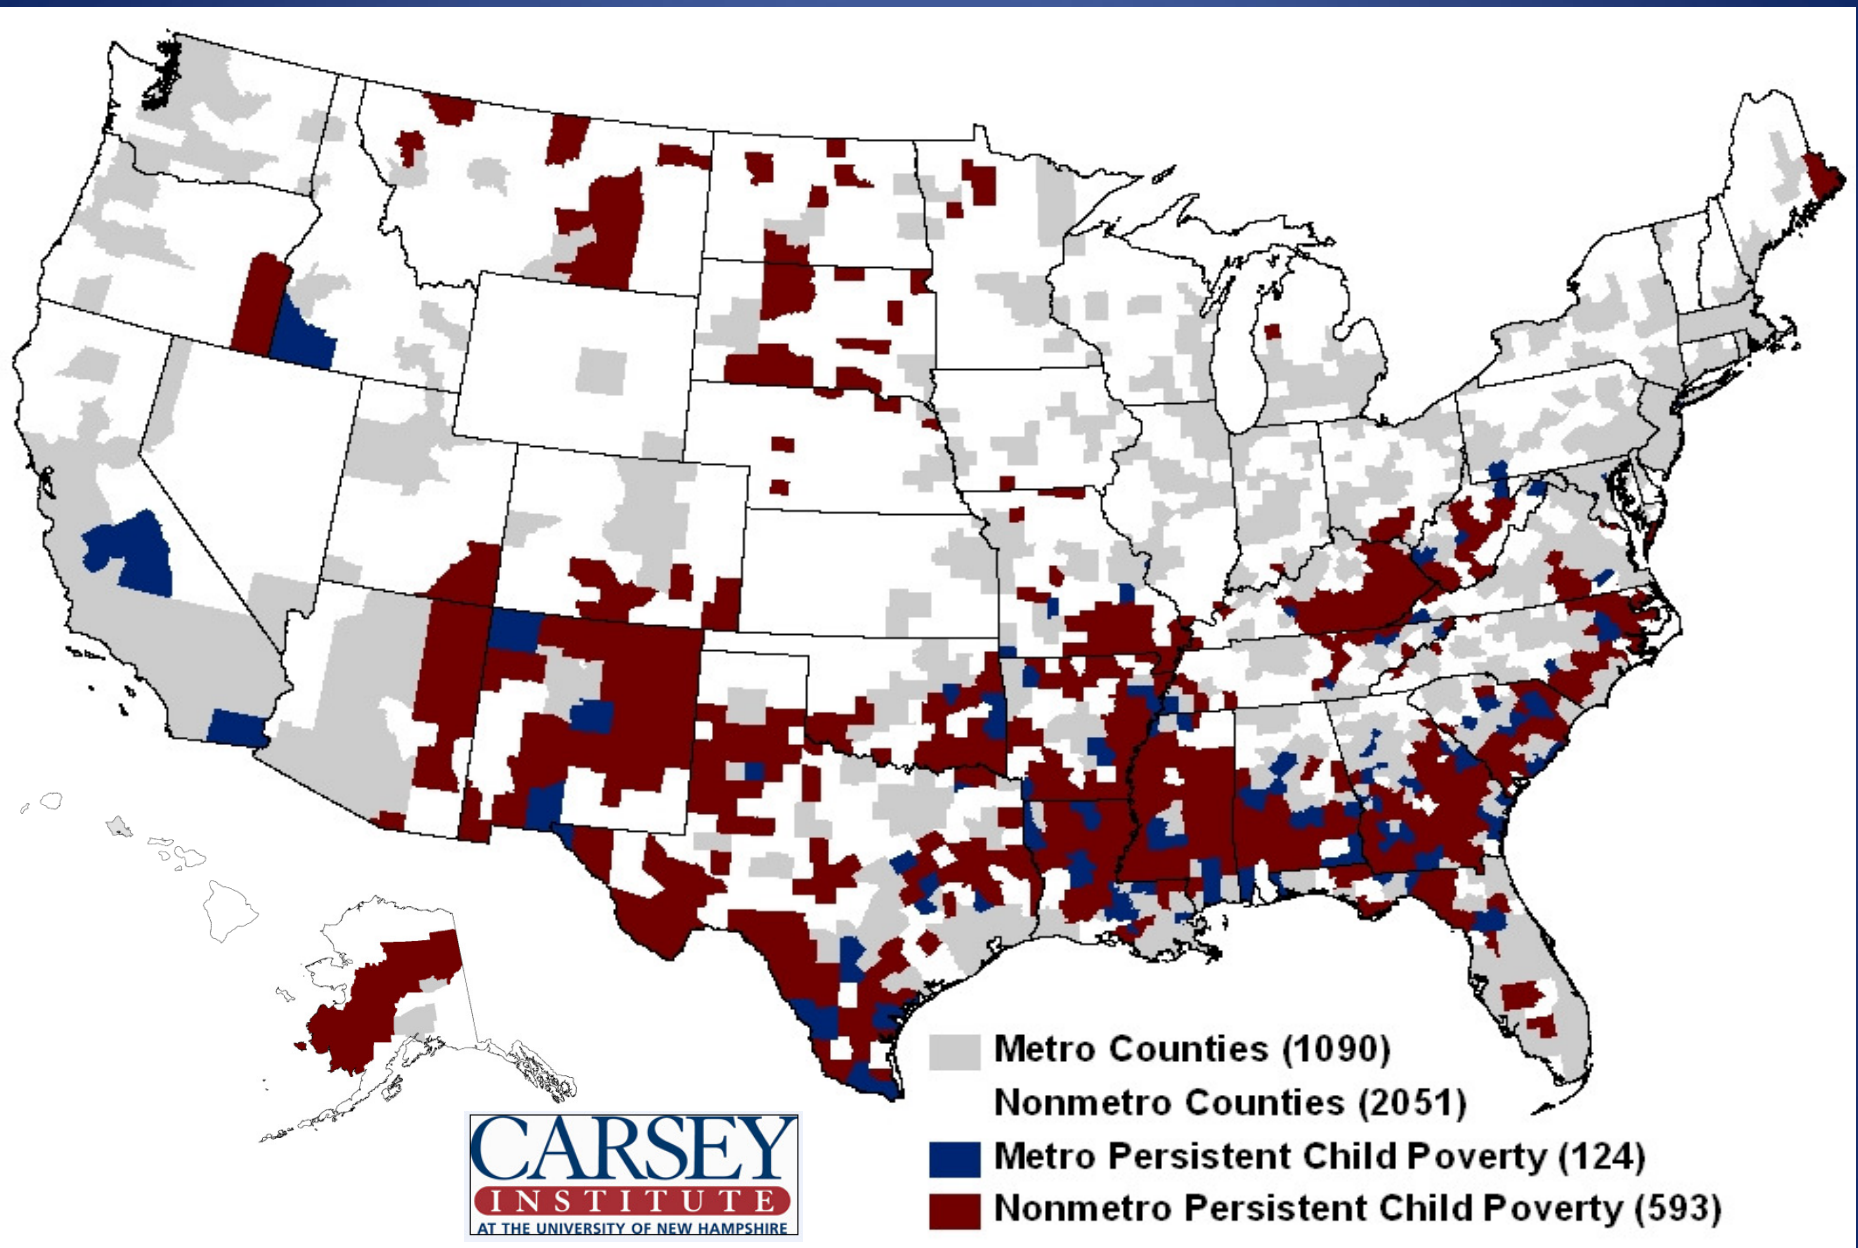 Metro Counties (1090)
Nonmetro Counties (2051)
Metro Persistent Child Poverty (124)
Nonmetro Persistent Child Poverty (593)
CARSEY
INSTITUTE
AT THE UNIVERSITY OF NEW HAMPSHIRE